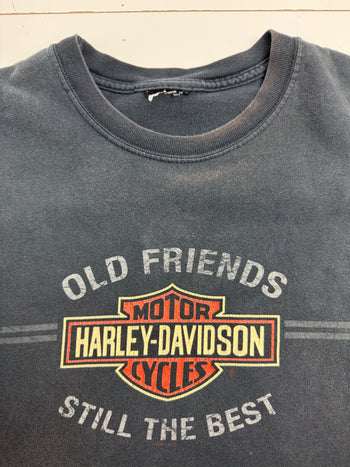 OLD FRIENDS
MOTOR
HARLEY-DAVIDSON
CYCLES
STILL THE BEST